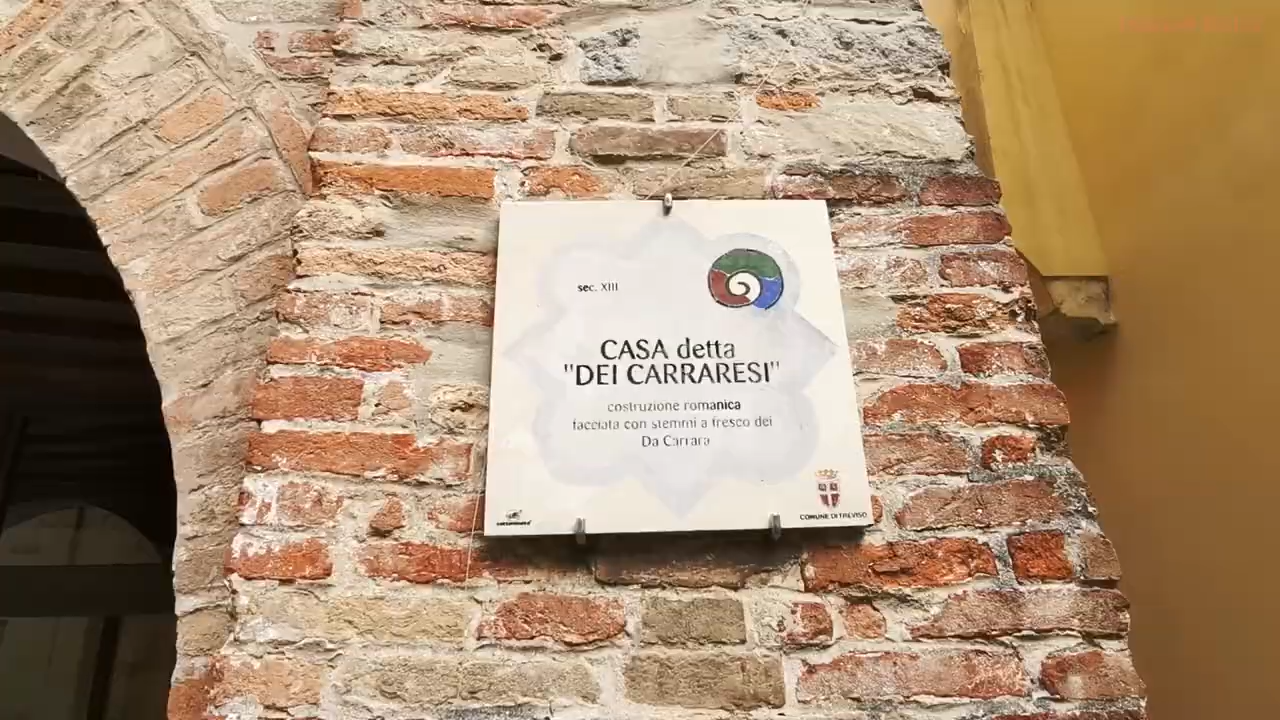 sec. XIII
CASA detta
"DEI CARRARESI"
costruzione romanica
facciata con stemmi a fresco dei
Da Carrara
COMUNE DI TREVISO